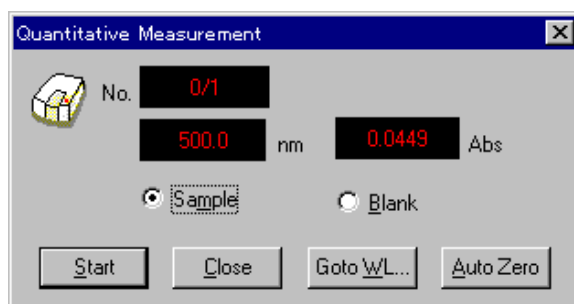 Quantitative Measurement
No. 0/1
500.0 nm 0.0449 Abs
Sample Blank
Start Close Goto WL... Auto Zero